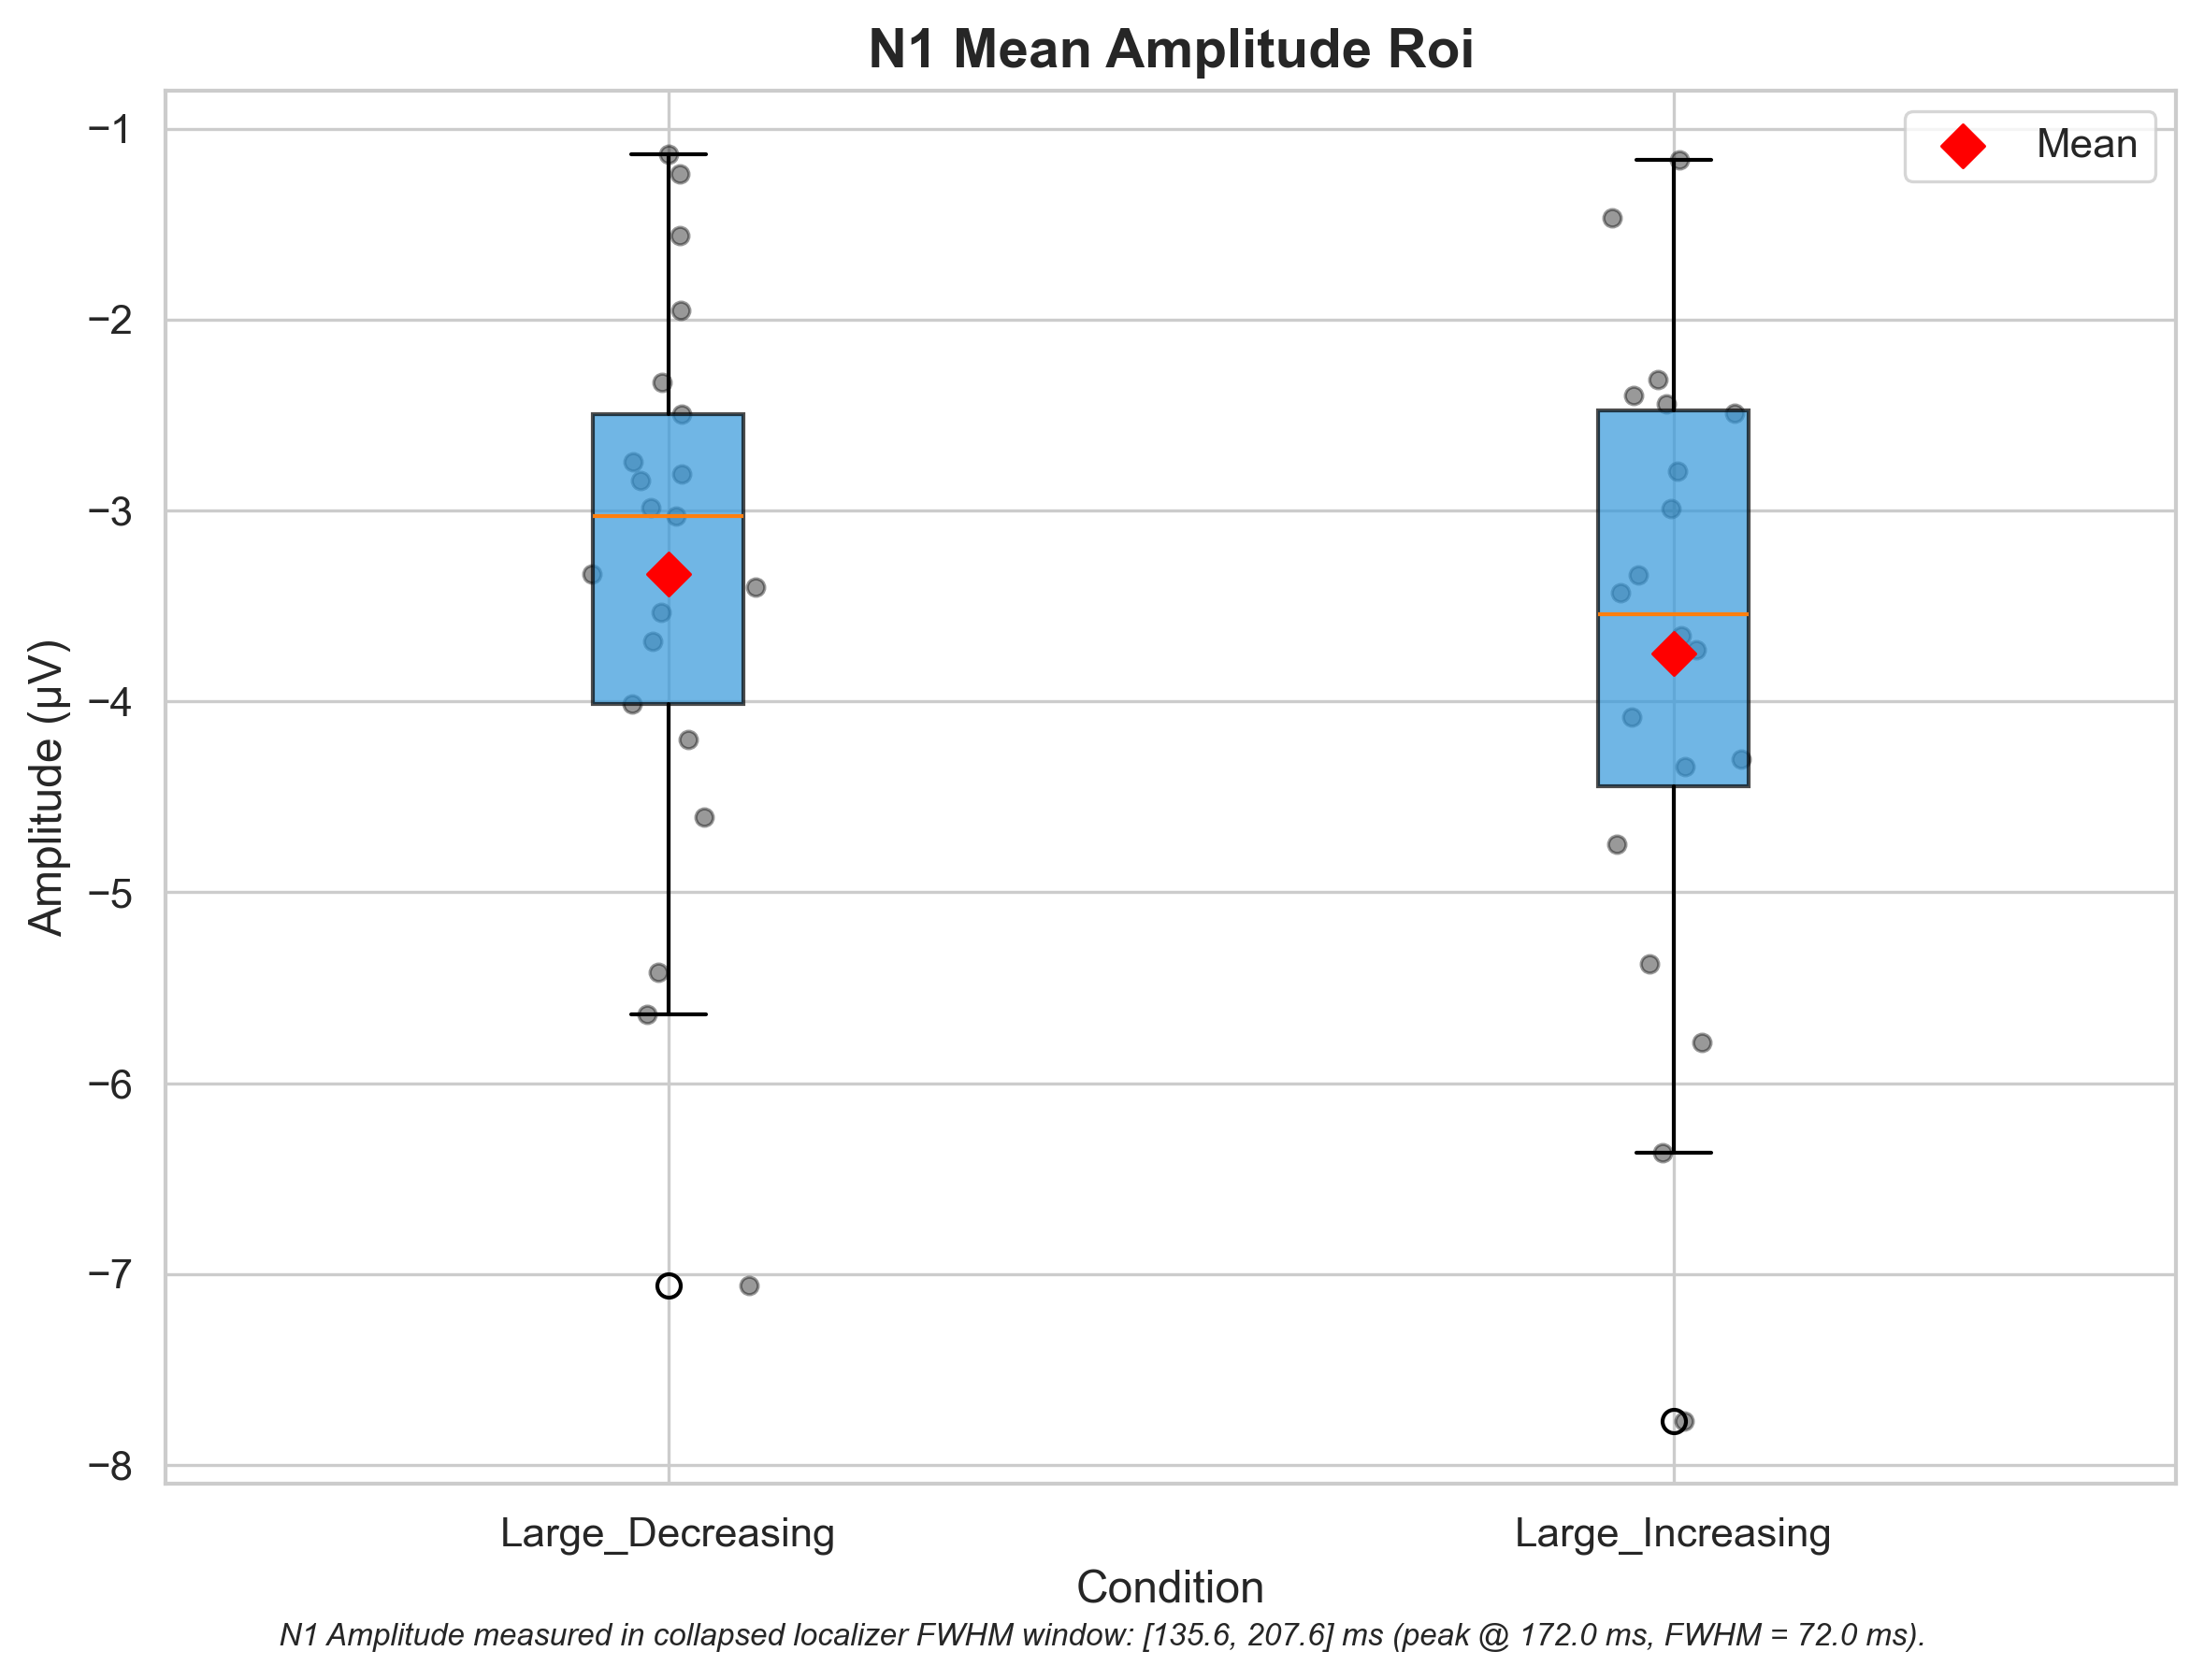 N1 Mean Amplitude Roi
Mean
−1
−2
−3
−4
−5
−6
−7
−8
Amplitude (µV)
Large_Decreasing
Large_Increasing
Condition
N1 Amplitude measured in collapsed localizer FWHM window: [135.6, 207.6] ms (peak @ 172.0 ms, FWHM = 72.0 ms).